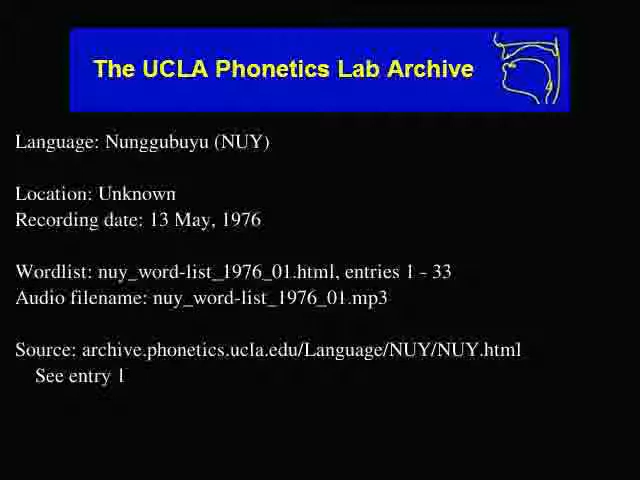 The UCLA Phonetics Lab Archive
Language: Nunggubuyu (NUY)
Location: Unknown
Recording date: 13 May, 1976
Wordlist: nuy_word-list_1976_01.html, entries 1 - 33
Audio filename: nuy_word-list_1976_01.mp3
Source: archive.phonetics.ucla.edu/Language/NUY/NUY.html
See entry 1